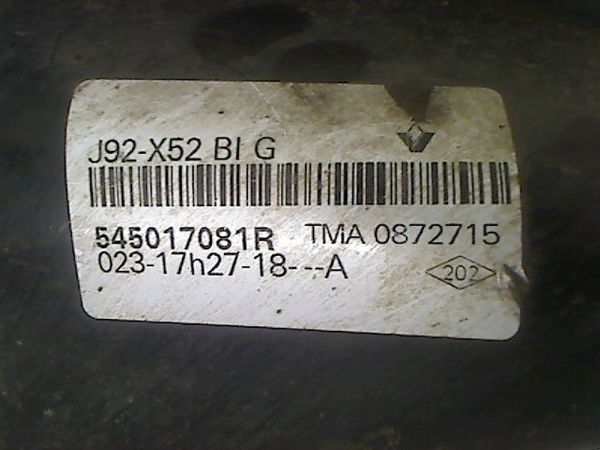 J92-X52 BI G
545017081R TMA 0872715
023-17h27-18---A 202